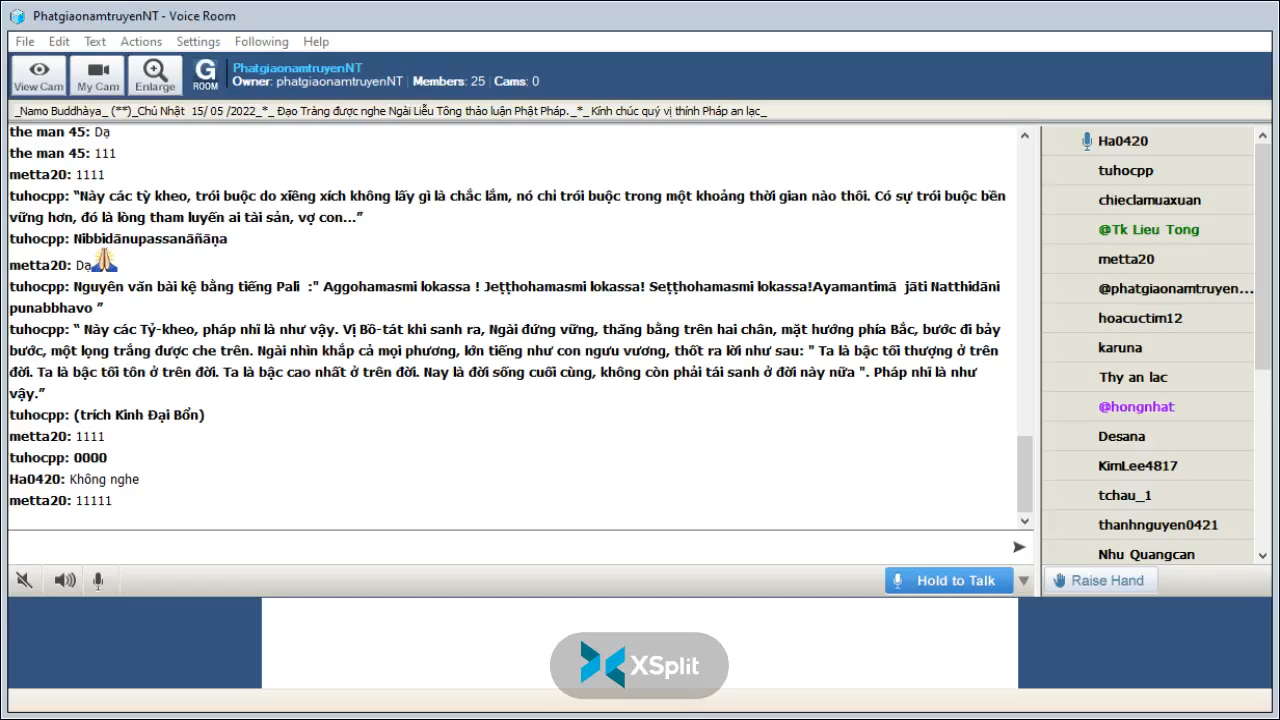 PhatgiaonamtruyenNT - Voice Room
File Edit Text Actions Settings Following Help
View Cam My Cam Enlarge G ROOM
PhatgiaonamtruyenNT
Owner: phatgiaonamtruyenNT Members: 25 Cams: 0
_Namo Buddhàya_ (**)_Chủ Nhật 15/ 05 /2022_*_ Đạo Tràng được nghe Ngài Liễu Tông thảo luận Phật Pháp._*_ Kính chúc quý vị thính Pháp an lạc_
the man 45: Dạ
the man 45: 111
metta20: 1111
tuhocpp: “Này các tỳ kheo, trói buộc do xiềng xích không lấy gì là chắc lắm, nó chỉ trói buộc trong một khoảng thời gian nào thôi. Có sự trói buộc bền
vững hơn, đó là lòng tham luyến ai tài sản, vợ con...”
tuhocpp: Nibbidānupassanāñāṇa
metta20: Dạ
tuhocpp: Nguyên văn bài kệ bằng tiếng Pali :" Aggohamasmi lokassa ! Jeṭṭhohamasmi lokassa! Seṭṭhohamasmi lokassa!Ayamantimā jāti Natthidāni
punabbhavo ”
tuhocpp: “ Này các Tỷ-kheo, pháp nhĩ là như vậy. Vị Bồ-tát khi sanh ra, Ngài đứng vững, thăng bằng trên hai chân, mặt hướng phía Bắc, bước đi bảy
bước, một lọng trắng được che trên. Ngài nhìn khắp cả mọi phương, lớn tiếng như con ngưu vương, thốt ra lời như sau: " Ta là bậc tối thượng ở trên
đời. Ta là bậc tối tôn ở trên đời. Ta là bậc cao nhất ở trên đời. Nay là đời sống cuối cùng, không còn phải tái sanh ở đời này nữa ". Pháp nhĩ là như
vậy.”
tuhocpp: (trích Kinh Đại Bổn)
metta20: 1111
tuhocpp: 0000
Ha0420: Không nghe
metta20: 11111
Ha0420
tuhocpp
chieclamuaxuan
@Tk Lieu Tong
metta20
@phatgiaonamtruyen...
hoacuctim12
karuna
Thy an lac
@hongnhat
Desana
KimLee4817
tchau_1
thanhnguyen0421
Nhu Quangcan
Hold to Talk
Raise Hand
XSplit